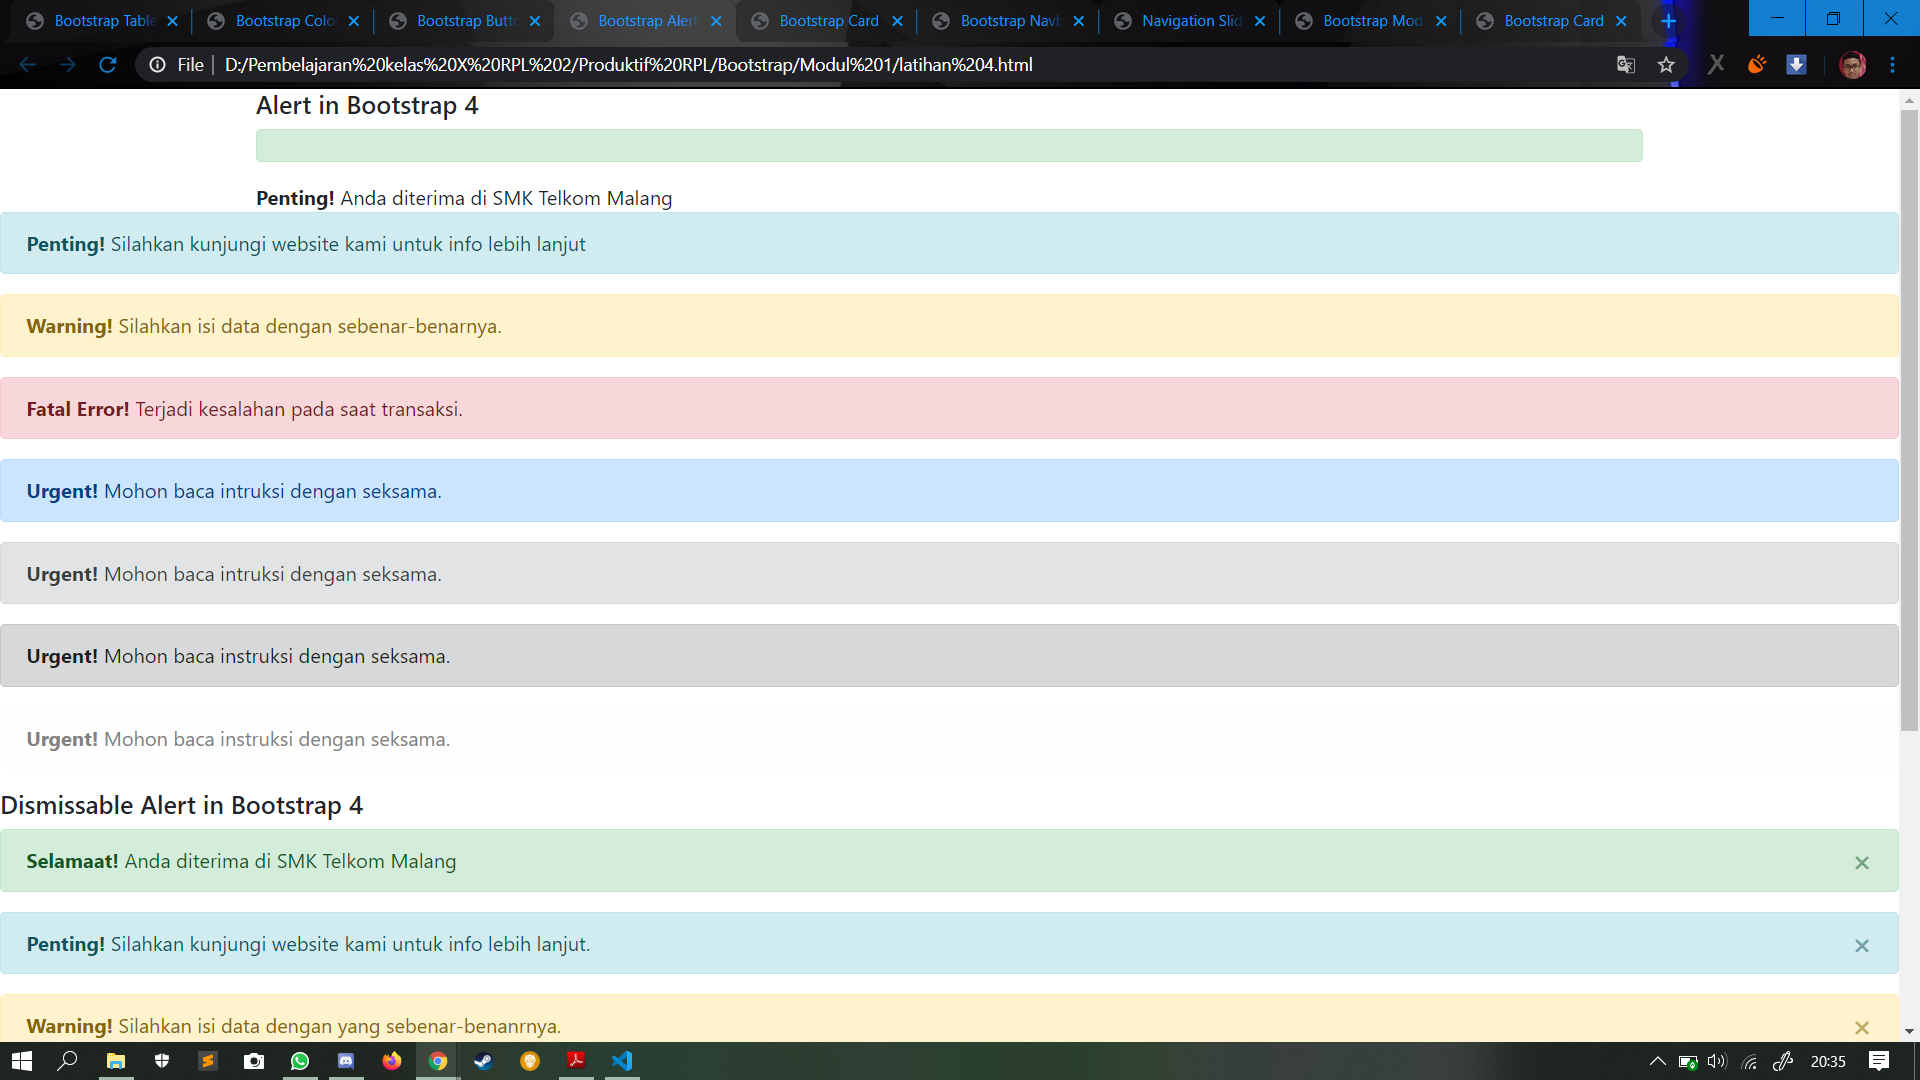 Bootstrap Table
Bootstrap Colo
Bootstrap Butt
Bootstrap Alert
Bootstrap Card
Bootstrap Navb
Navigation Slid
Bootstrap Mod
Bootstrap Card
File
D:/Pembelajaran%20kelas%20X%20RPL%202/Produktif%20RPL/Bootstrap/Modul%201/latihan%204.html
Alert in Bootstrap 4
Penting! Anda diterima di SMK Telkom Malang
Penting! Silahkan kunjungi website kami untuk info lebih lanjut
Warning! Silahkan isi data dengan sebenar-benarnya.
Fatal Error! Terjadi kesalahan pada saat transaksi.
Urgent! Mohon baca intruksi dengan seksama.
Urgent! Mohon baca intruksi dengan seksama.
Urgent! Mohon baca instruksi dengan seksama.
Urgent! Mohon baca instruksi dengan seksama.
Dismissable Alert in Bootstrap 4
Selamaat! Anda diterima di SMK Telkom Malang
Penting! Silahkan kunjungi website kami untuk info lebih lanjut.
Warning! Silahkan isi data dengan yang sebenar-benanrnya.
20:35